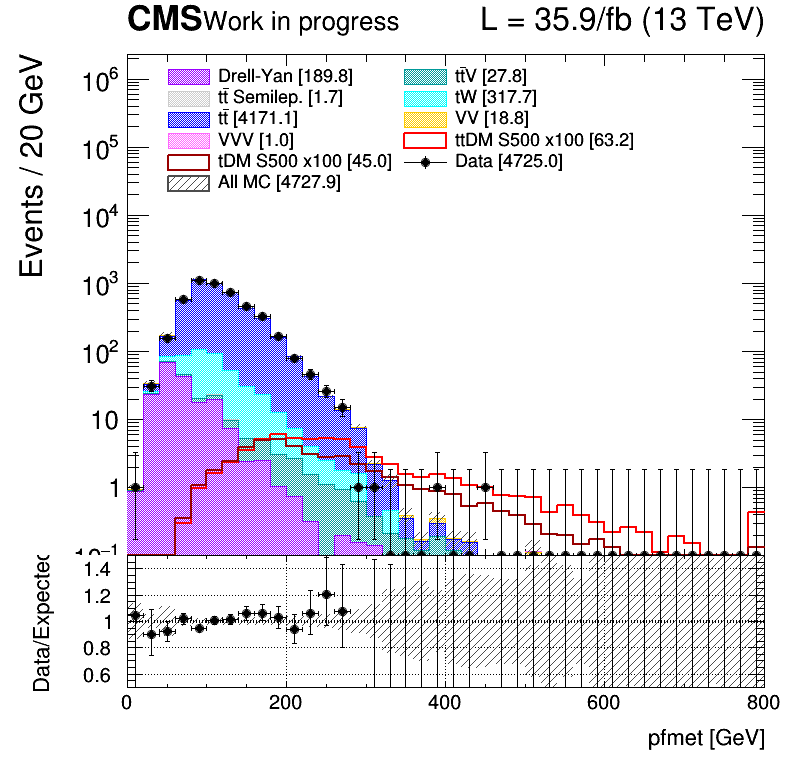 CMS Work in progress L = 35.9/fb (13 TeV)
Events / 20 GeV
Drell-Yan [189.8]
tt̄V [27.8]
tt̄ Semilep. [1.7]
tW [317.7]
tt̄ [4171.1]
VV [18.8]
VVV [1.0]
ttDM S500 x100 [63.2]
tDM S500 x100 [45.0]
Data [4725.0]
All MC [4727.9]
10⁶
10⁵
10⁴
10³
10²
10
1
10⁻¹
Data/Expected
1.4
1.2
1
0.8
0.6
0 200 400 600 800
pfmet [GeV]